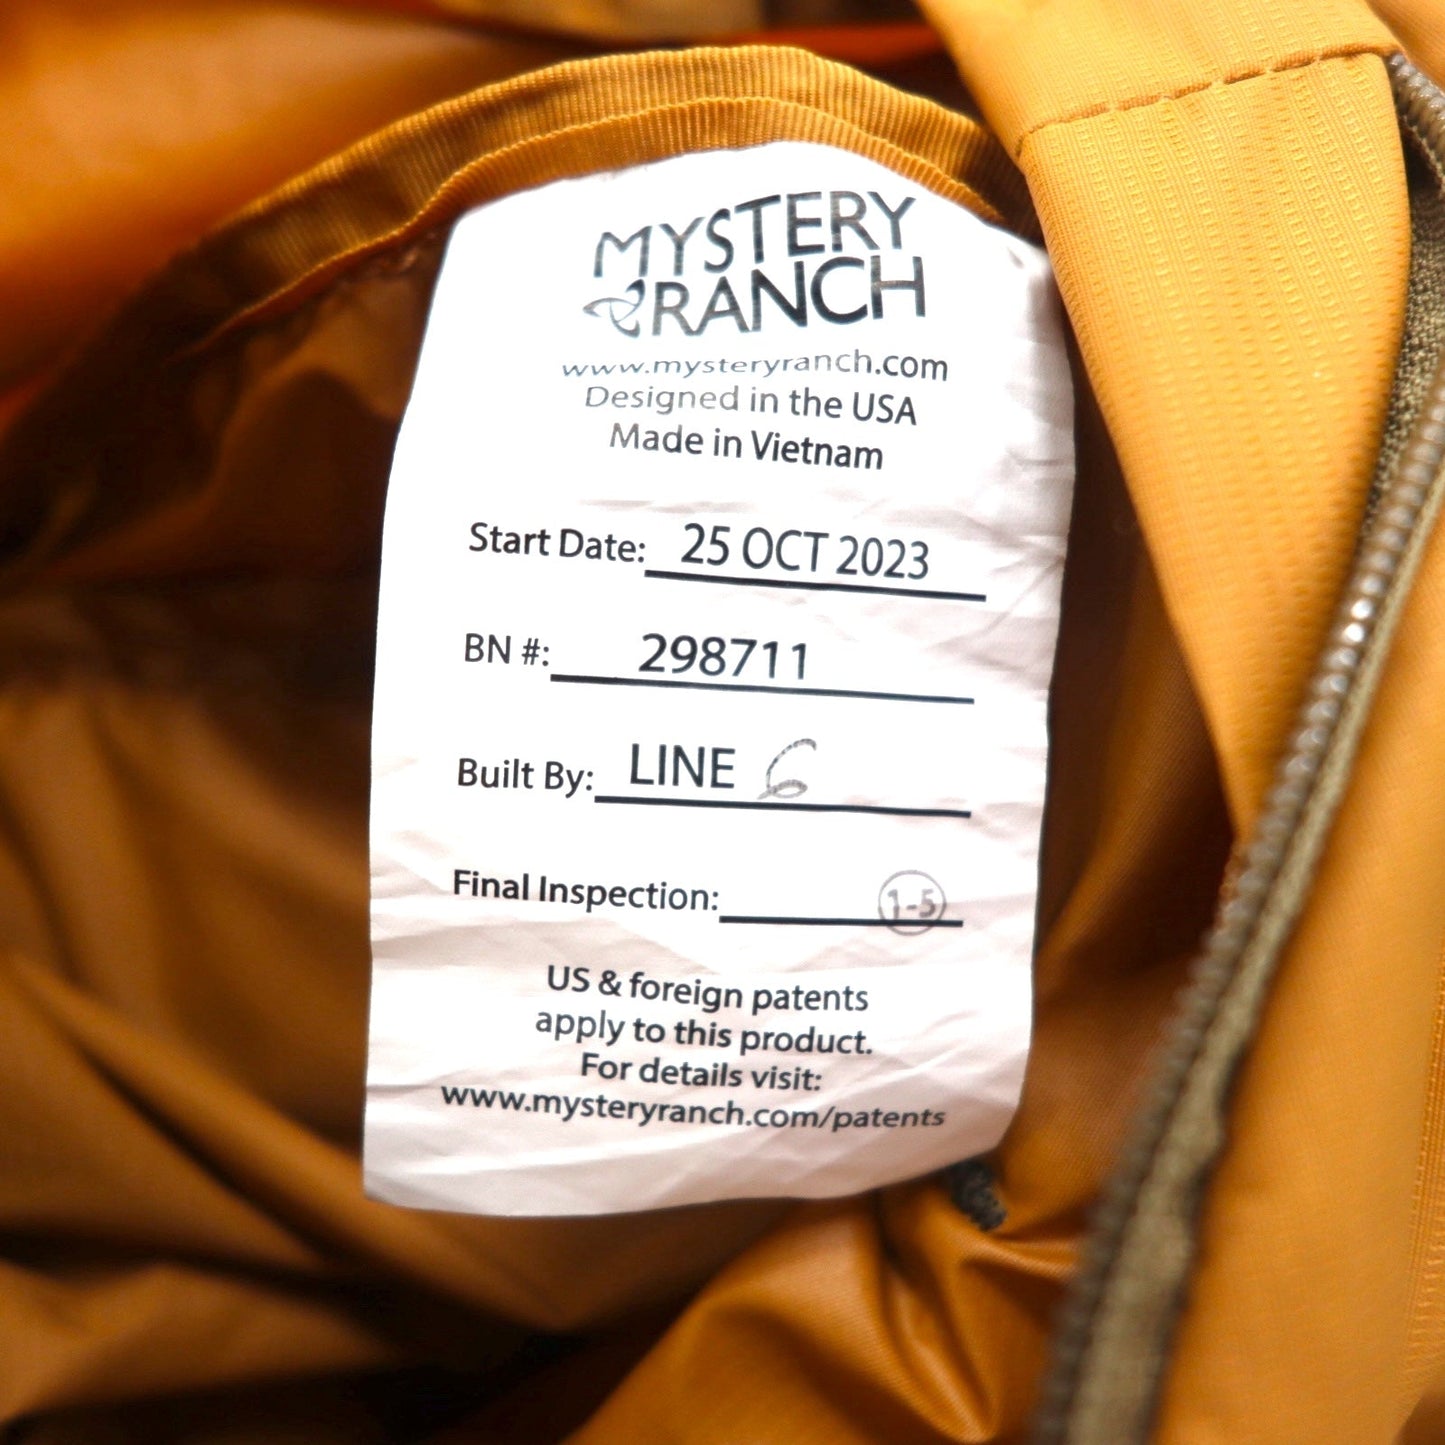 MYSTERY
RANCH
www.mysteryranch.com
Designed in the USA
Made in Vietnam
Start Date: 25 OCT 2023
BN #: 298711
Built By: LINE 6
Final Inspection: 1-5
US & foreign patents
apply to this product.
For details visit:
www.mysteryranch.com/patents